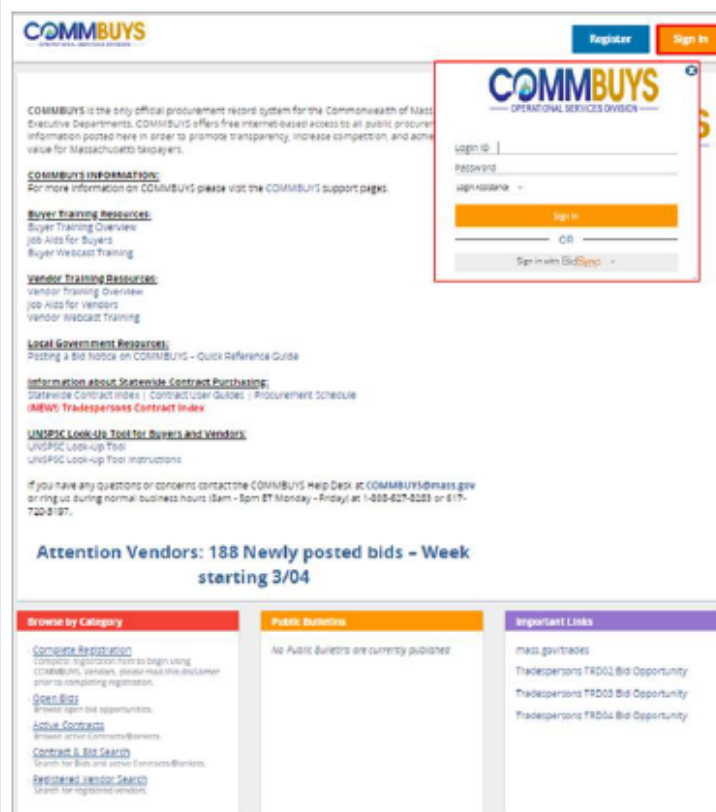 COMMBUYS
OPERATIONAL SERVICES DIVISION
Register
Sign In
COMMBUYS
OPERATIONAL SERVICES DIVISION
Login ID
Password
Login Assistance
Sign In
OR
Sign in with BidSync
S
COMMBUYS is the only official procurement record system for the Commonwealth of Mass
Executive Departments. COMMBUYS offers free internet-based access to all public procurem
information posted here in order to promote transparency, increase competition, and achie
value for Massachusetts taxpayers.
COMMBUYS INFORMATION:
For more information on COMMBUYS please visit the COMMBUYS support pages.
Buyer Training Resources:
Buyer Training Overview
Job Aids for Buyers
Buyer Webcast Training
Vendor Training Resources:
Vendor Training Overview
Job Aids for Vendors
Vendor Webcast Training
Local Government Resources:
Posting a Bid Notice on COMMBUYS - Quick Reference Guide
Information about Statewide Contract Purchasing:
Statewide Contract Index | Contract User Guides | Procurement Schedule
(NEW!) Tradespersons Contract Index
UNSPSC Look-Up Tool for Buyers and Vendors:
UNSPSC Look-Up Tool
UNSPSC Look-Up Tool Instructions
If you have any questions or concerns contact the COMMBUYS Help Desk at COMMBUYS@mass.gov
or ring us during normal business hours (8am - 5pm ET Monday - Friday) at 1-888-627-8283 or 617-
720-3197.
Attention Vendors: 188 Newly posted bids – Week
starting 3/04
Browse by Category
Complete Registration
Complete registration here to begin using
COMMBUYS. Vendors, please read this disclaimer
prior to completing registration.
Open Bids
Browse open bid opportunities.
Active Contracts
Browse active Contracts/Blankets.
Contract & Bid Search
Search for Bids and active Contracts/Blankets.
Registered Vendor Search
Search for registered vendors.
Public Bulletins
No Public Bulletins are currently published
Important Links
mass.gov/trades
Tradespersons TRD02 Bid Opportunity
Tradespersons TRD03 Bid Opportunity
Tradespersons TRD04 Bid Opportunity